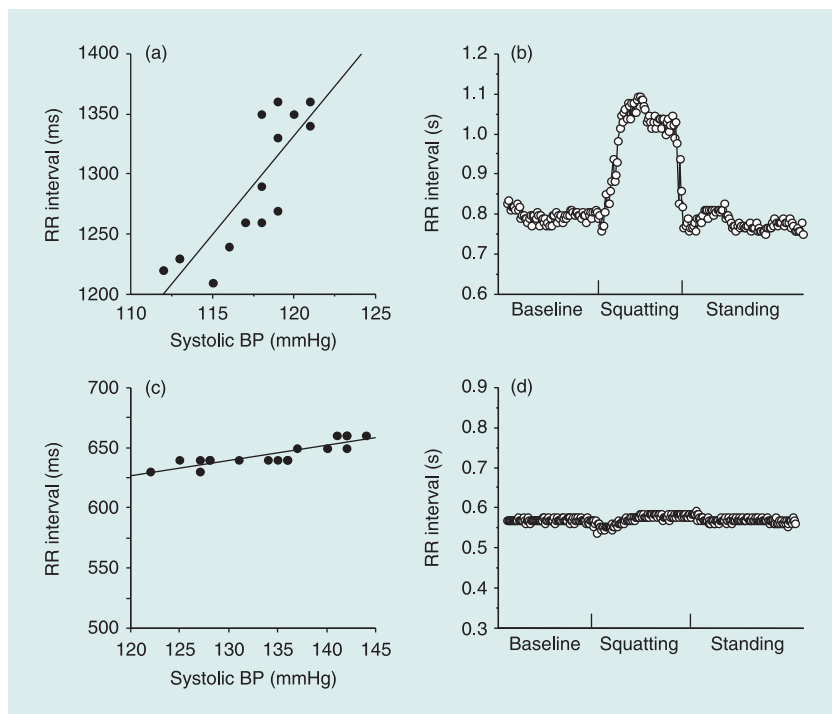 (a)
1400
1350
1300
1250
1200
110 115 120 125
RR interval (ms)
Systolic BP (mmHg)
(b)
1.2
1.1
1.0
0.9
0.8
0.7
0.6
RR interval (s)
Baseline Squatting Standing
(c)
700
650
600
550
500
120 125 130 135 140 145
RR interval (ms)
Systolic BP (mmHg)
(d)
0.9
0.8
0.7
0.6
0.5
0.4
0.3
RR interval (s)
Baseline Squatting Standing